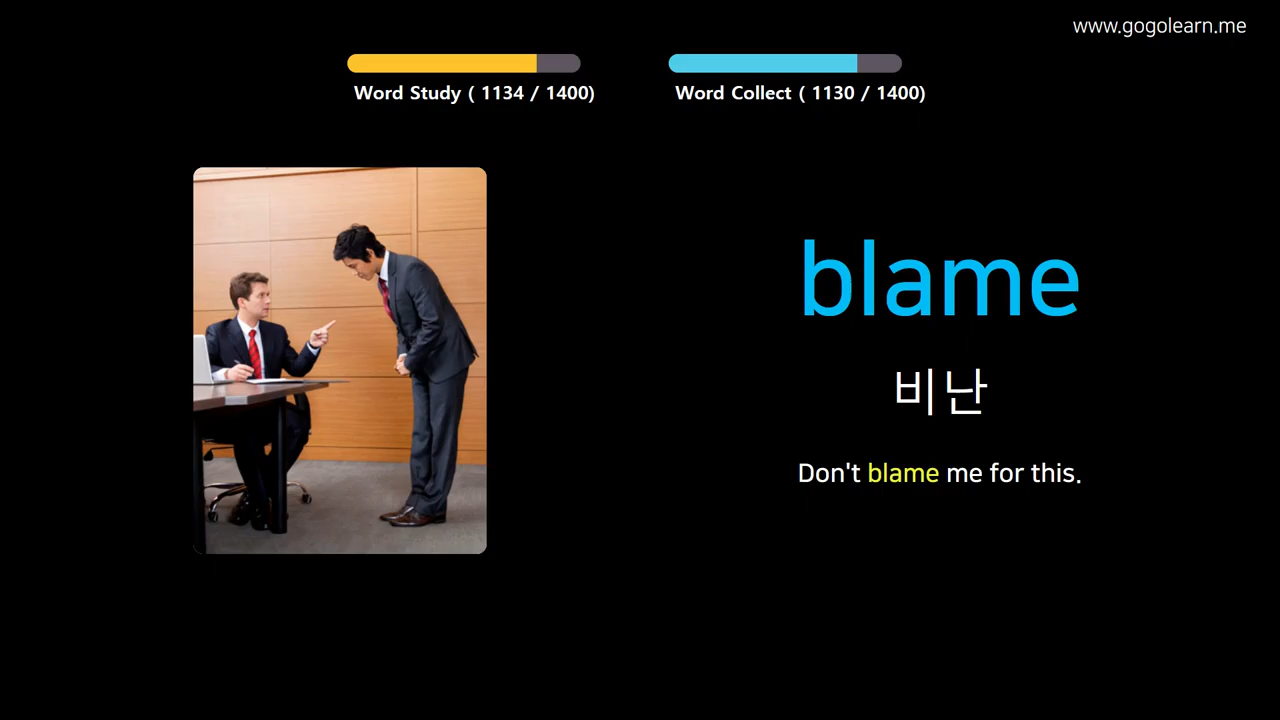 www.gogolearn.me
Word Study ( 1134 / 1400)
Word Collect ( 1130 / 1400)
blame
비난
Don't blame me for this.